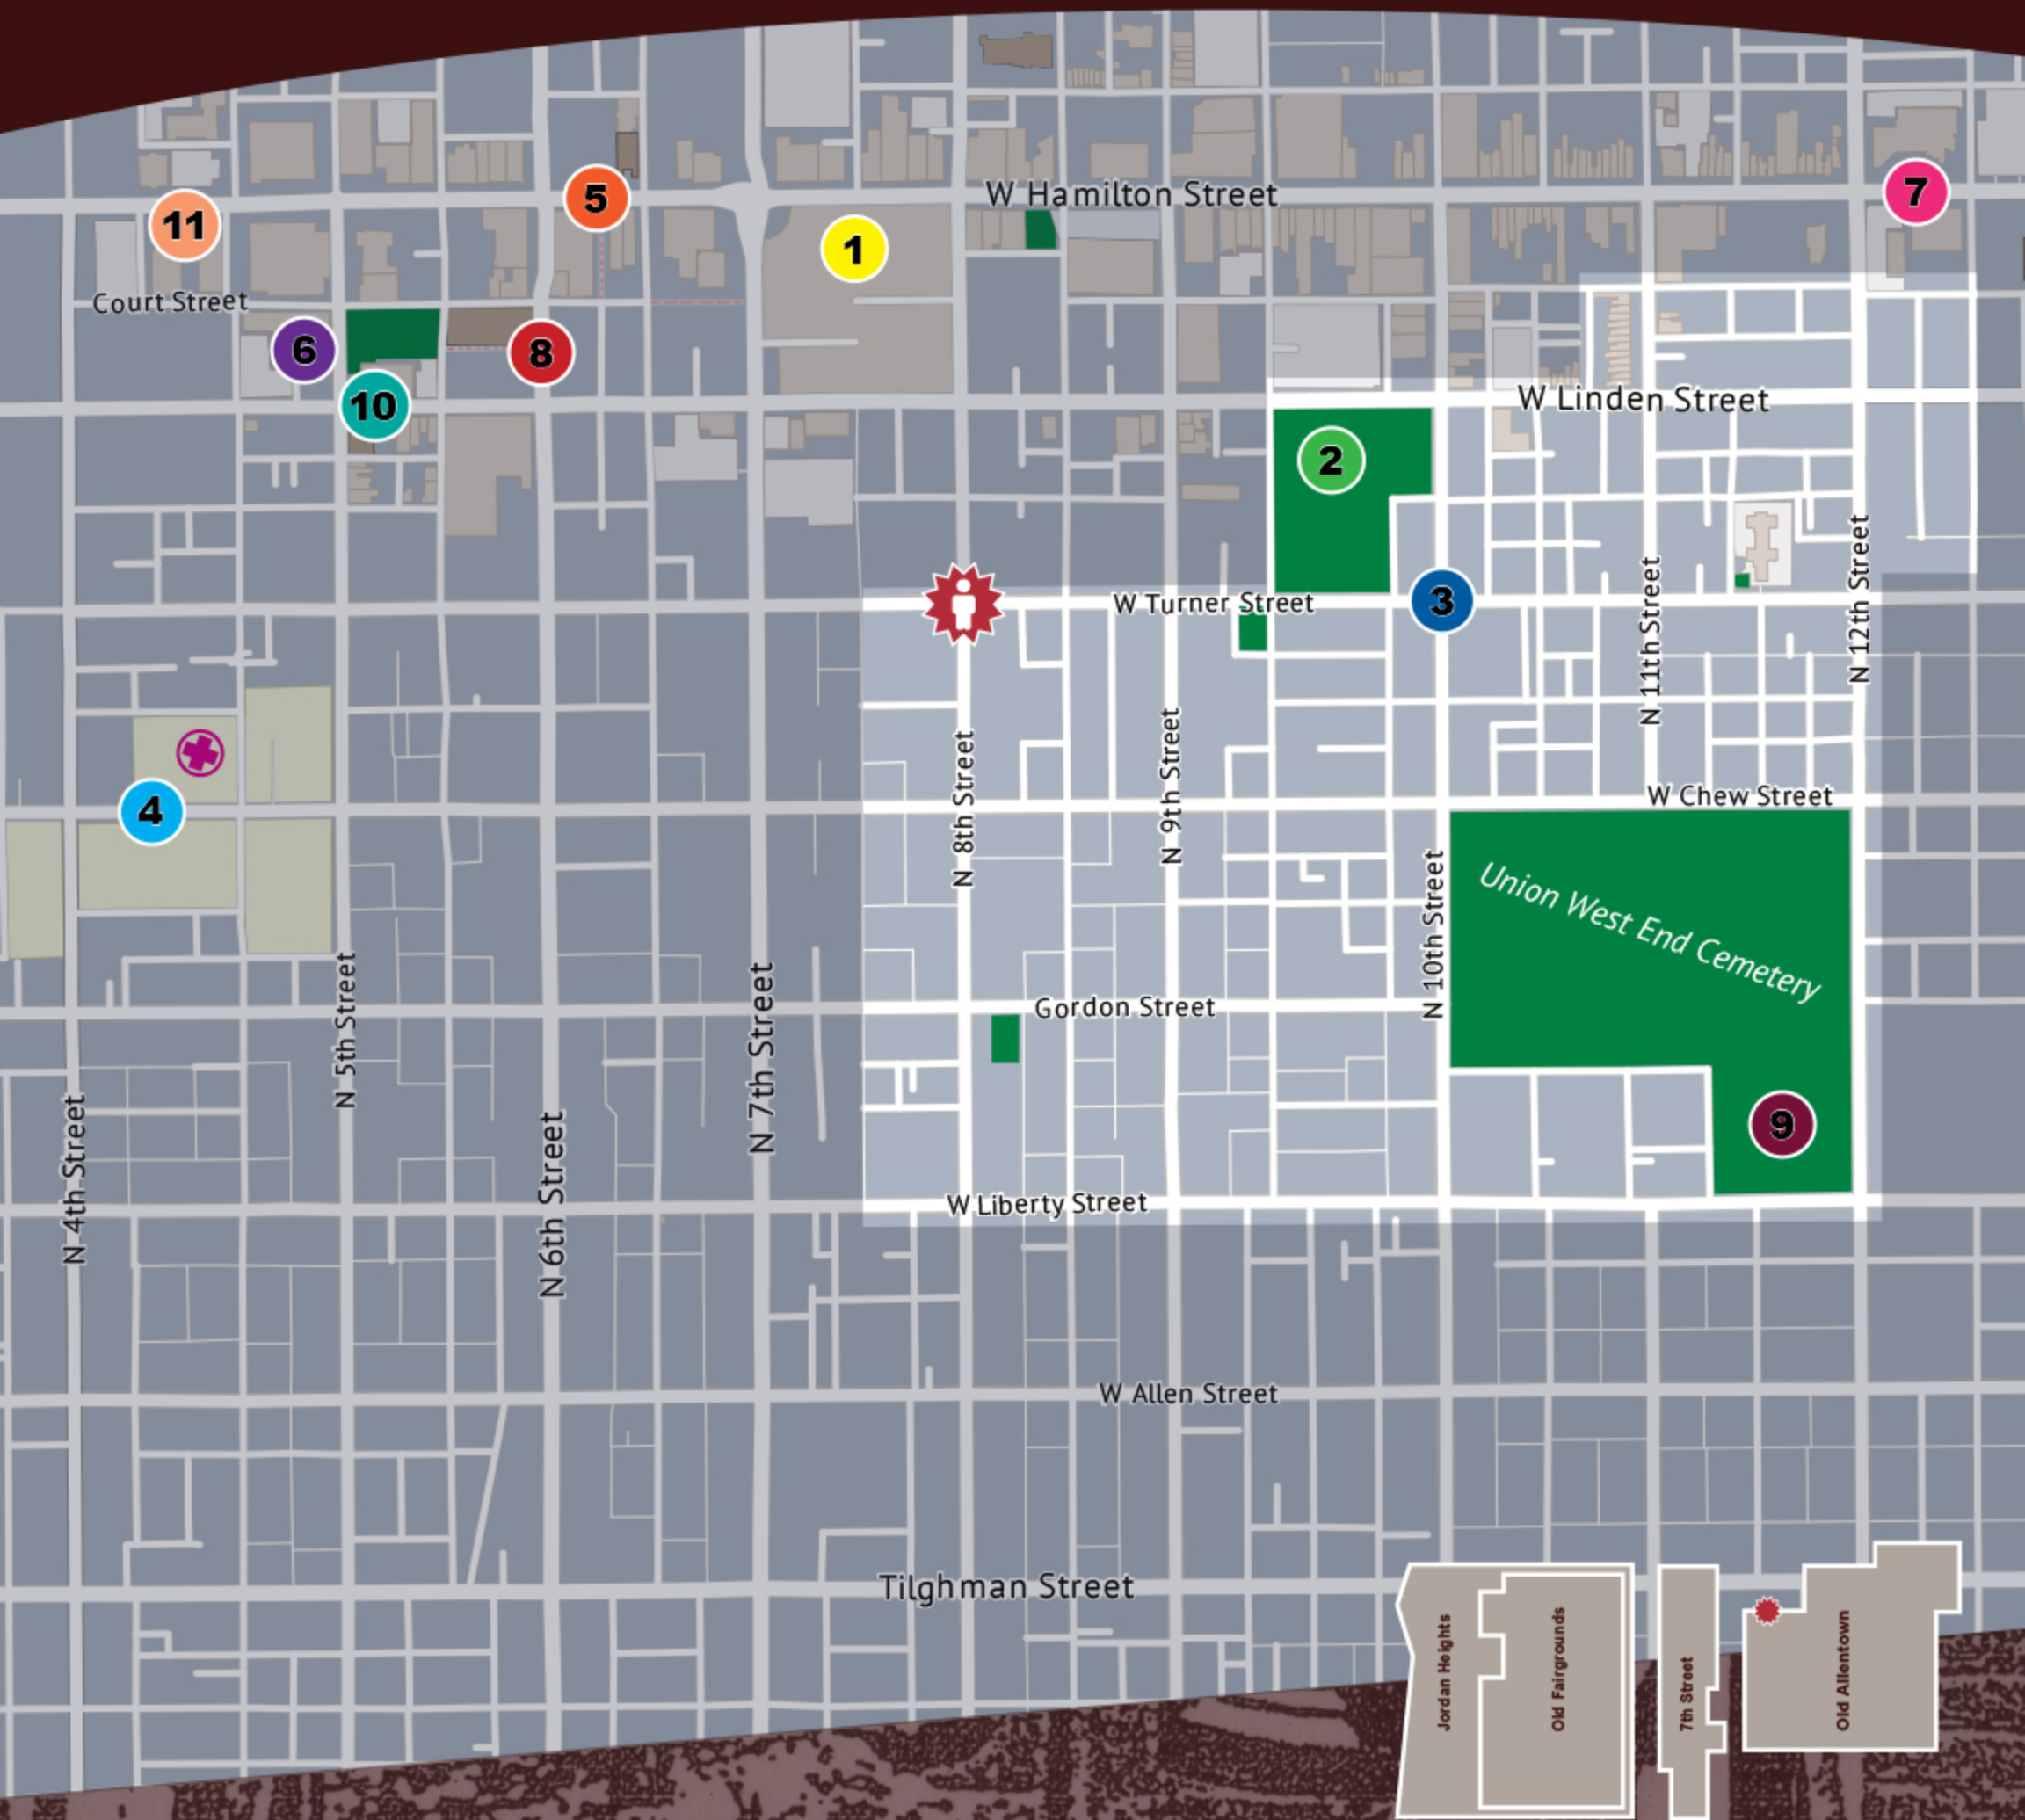 W Hamilton Street
5
7
11
1
Court Street
6
8
10
W Linden Street
2
3
W Turner Street
N 11th Street
N 12th Street
4
N 8th Street
N 9th Street
W Chew Street
N 10th Street
Union West End Cemetery
N 5th Street
N 7th Street
Gordon Street
N 4th Street
N 6th Street
9
W Liberty Street
W Allen Street
Tilghman Street
Jordan Heights
Old Fairgrounds
7th Street
Old Allentown